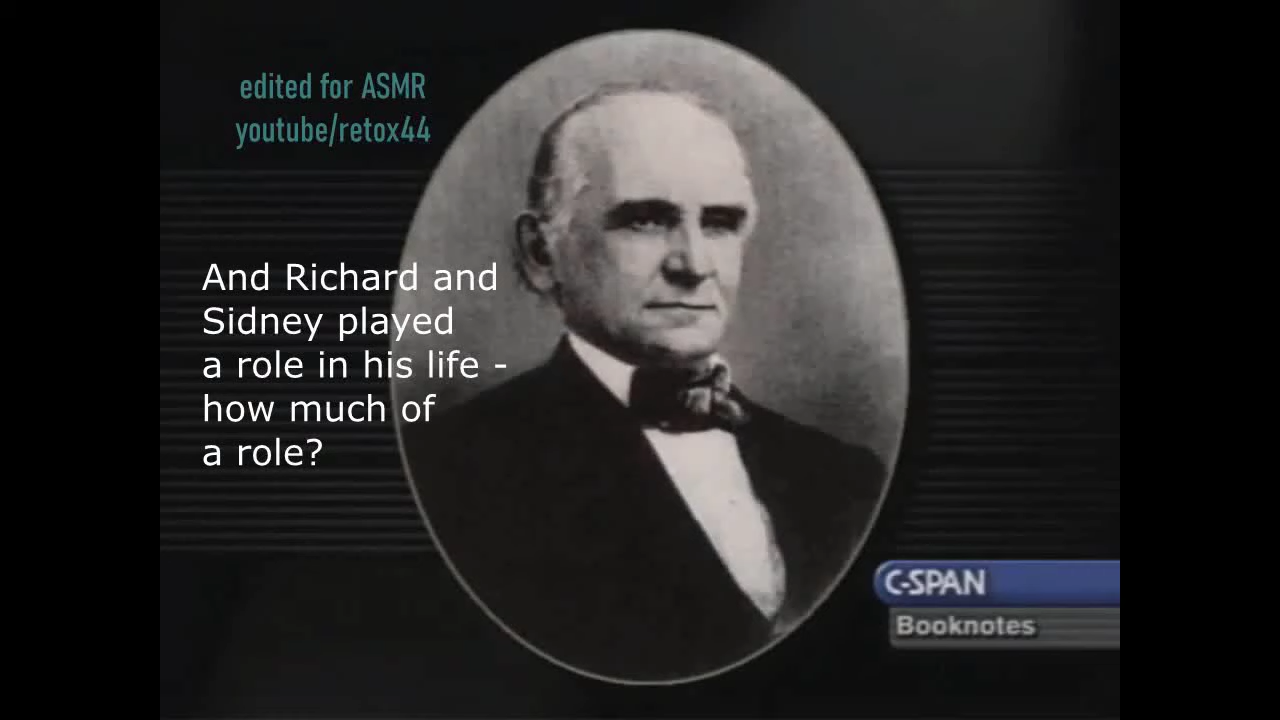 edited for ASMR
youtube/retox44
And Richard and
Sidney played
a role in his life -
how much of
a role?
C-SPAN
Booknotes